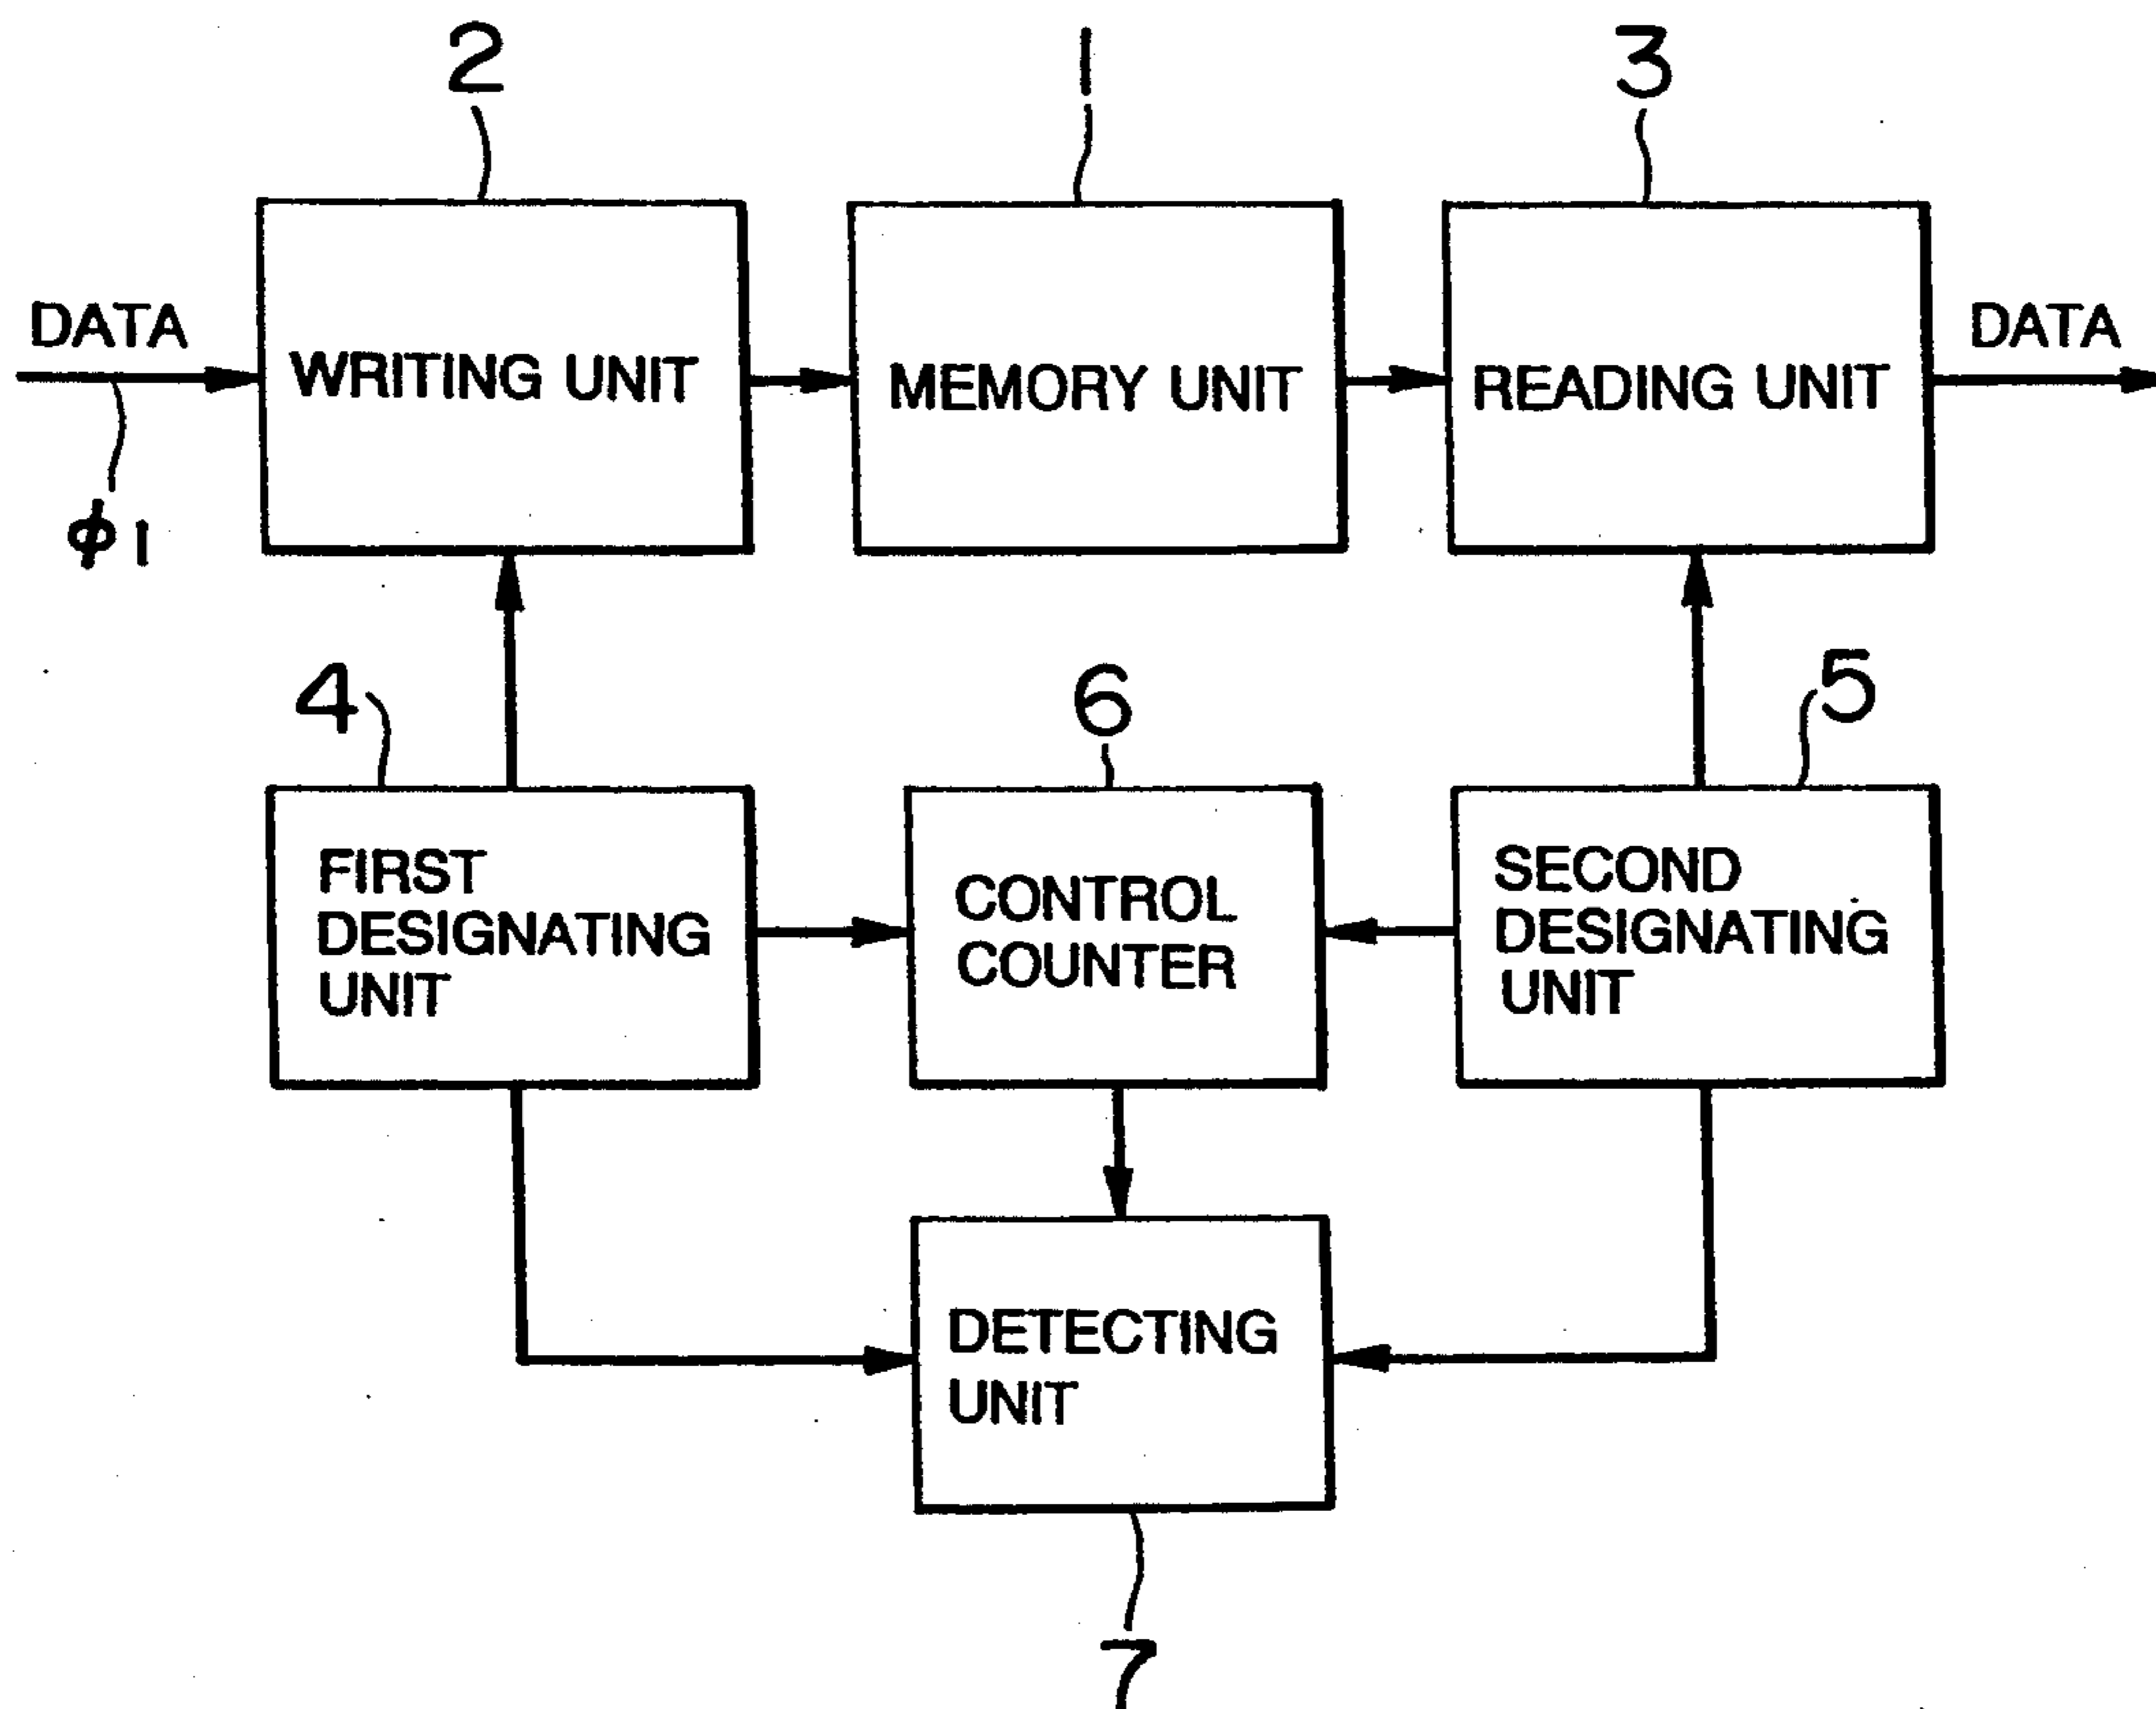 2
1
3
DATA
WRITING UNIT
MEMORY UNIT
READING UNIT
DATA
ϕ1
4
6
5
FIRST
DESIGNATING
UNIT
CONTROL
COUNTER
SECOND
DESIGNATING
UNIT
DETECTING
UNIT
7